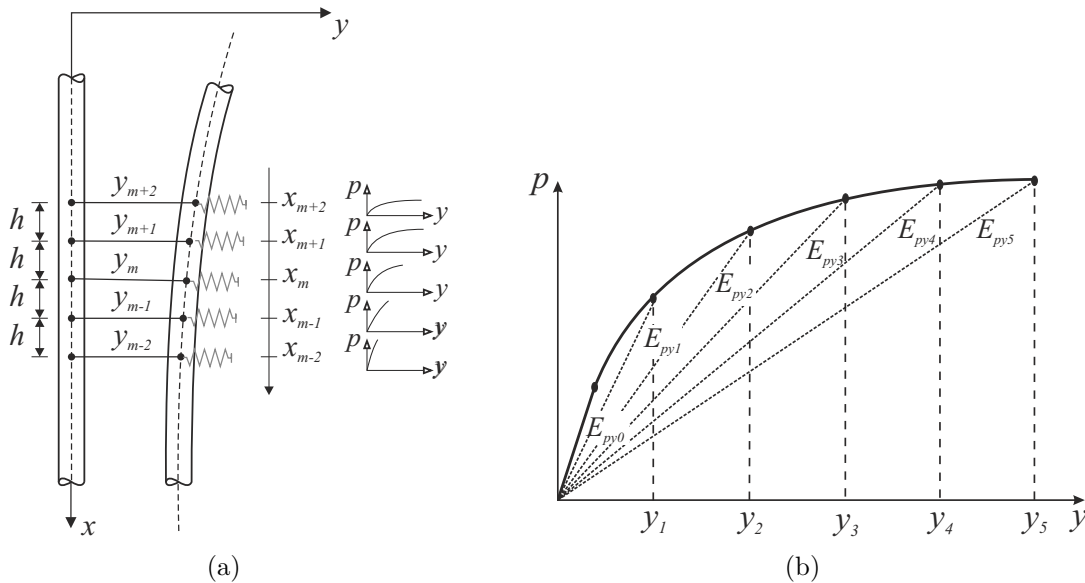 y
y_{m+2}
y_{m+1}
y_m
y_{m-1}
y_{m-2}
h
h
h
h
x_{m+2}
x_{m+1}
x_m
x_{m-1}
x_{m-2}
p
y
p
y
p
y
p
y
p
y
x
(a)
p
E_{py0}
E_{py1}
E_{py2}
E_{py3}
E_{py4}
E_{py5}
y_1
y_2
y_3
y_4
y_5
y
(b)